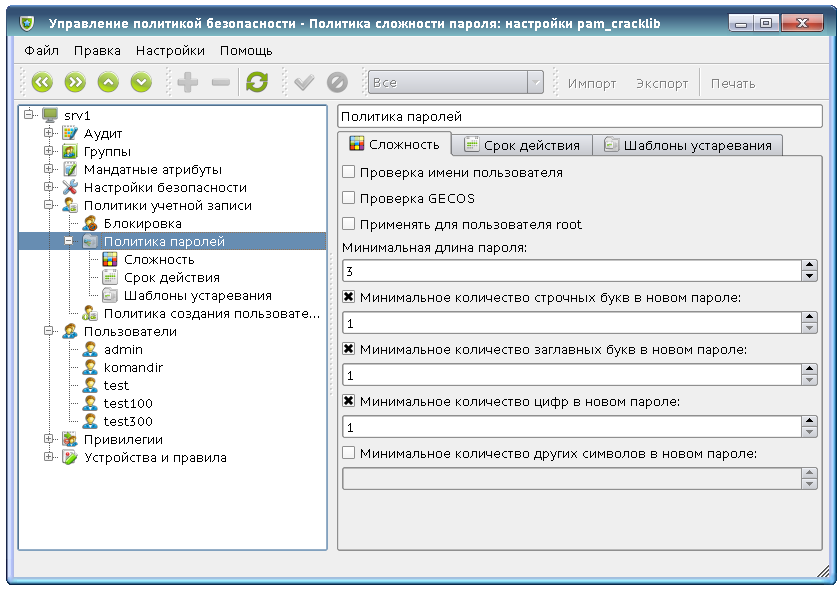 Управление политикой безопасности - Политика сложности пароля: настройки pam_cracklib
Файл Правка Настройки Помощь
Все Импорт Экспорт Печать
srv1
Аудит
Группы
Мандатные атрибуты
Настройки безопасности
Политики учетной записи
Блокировка
Политика паролей
Сложность
Срок действия
Шаблоны устаревания
Политика создания пользовате...
Пользователи
admin
komandir
test
test100
test300
Привилегии
Устройства и правила
Политика паролей
Сложность Срок действия Шаблоны устаревания
Проверка имени пользователя
Проверка GECOS
Применять для пользователя root
Минимальная длина пароля:
3
Минимальное количество строчных букв в новом пароле:
1
Минимальное количество заглавных букв в новом пароле:
1
Минимальное количество цифр в новом пароле:
1
Минимальное количество других символов в новом пароле: